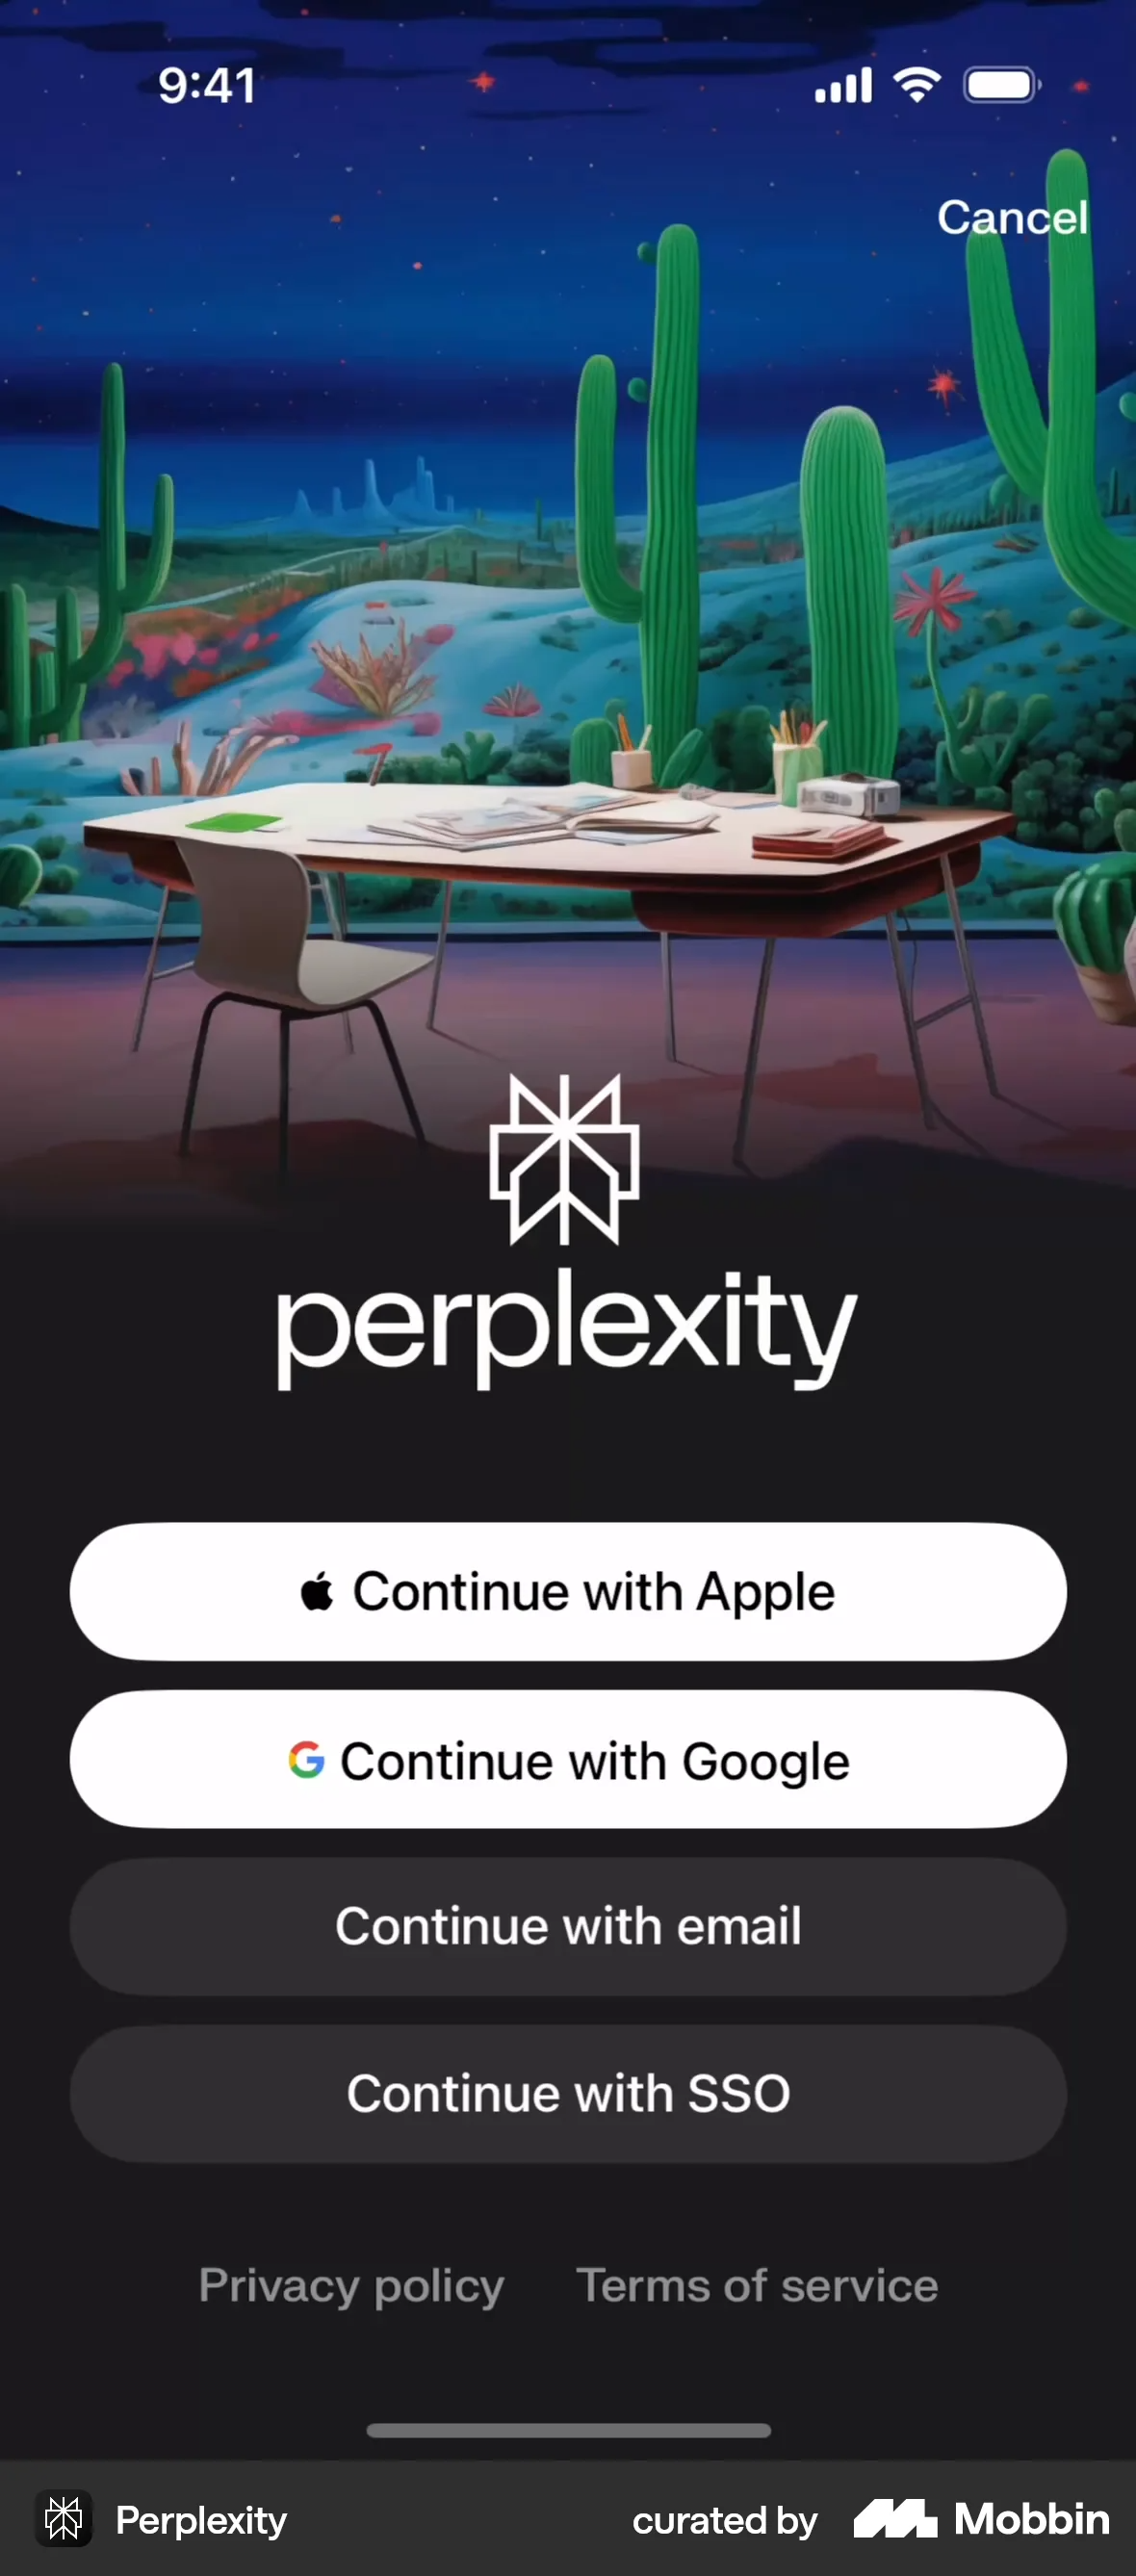 9:41
Cancel
perplexity
Continue with Apple
Continue with Google
Continue with email
Continue with SSO
Privacy policy Terms of service
Perplexity curated by Mobbin